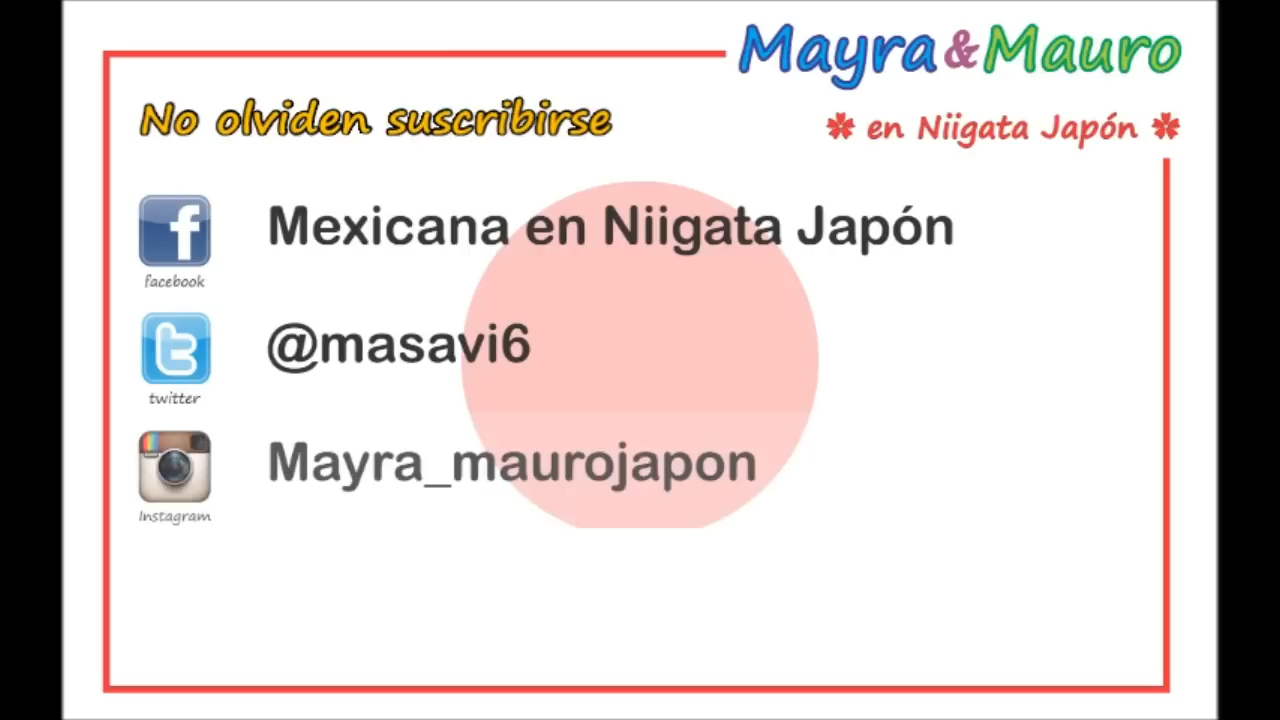 Mayra&Mauro
✽ en Niigata Japón ✽
No olviden suscribirse
Mexicana en Niigata Japón
facebook
@masavi6
twitter
Mayra_maurojapon
Instagram